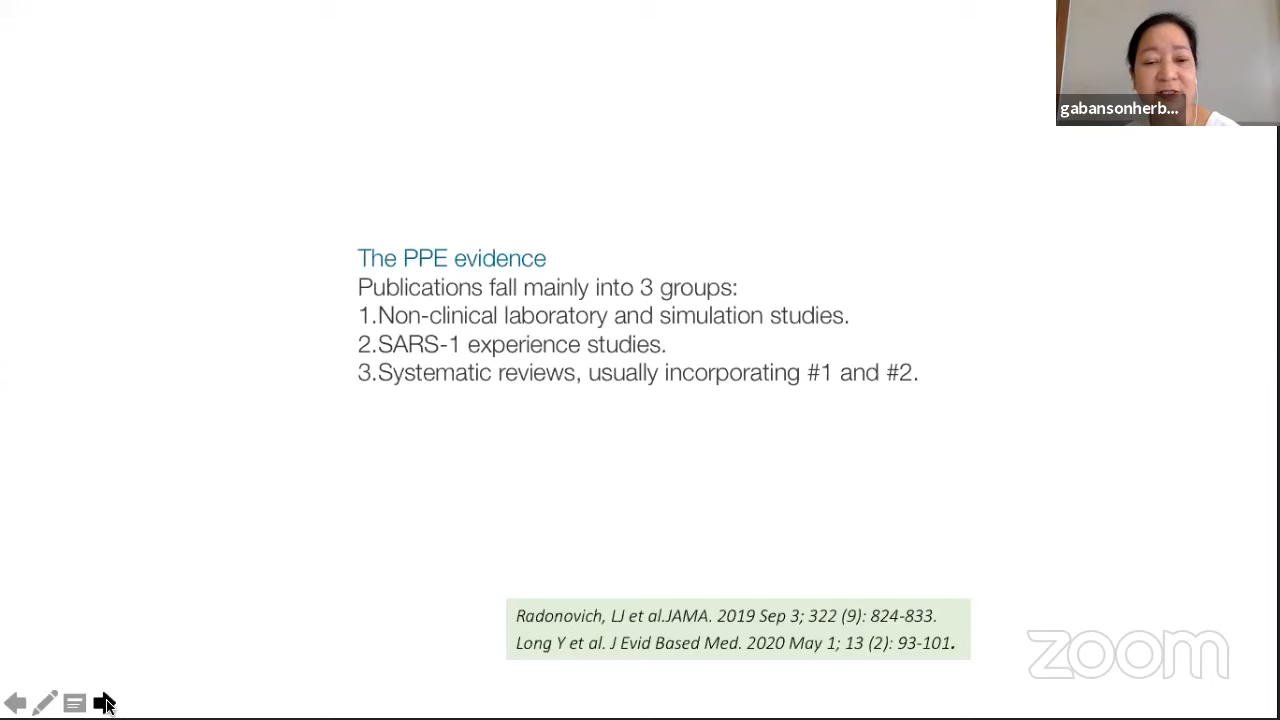 gabansonherb...
The PPE evidence
Publications fall mainly into 3 groups:
1.Non-clinical laboratory and simulation studies.
2.SARS-1 experience studies.
3.Systematic reviews, usually incorporating #1 and #2.
Radonovich, LJ et al.JAMA. 2019 Sep 3; 322 (9): 824-833.
Long Y et al. J Evid Based Med. 2020 May 1; 13 (2): 93-101.
zoom